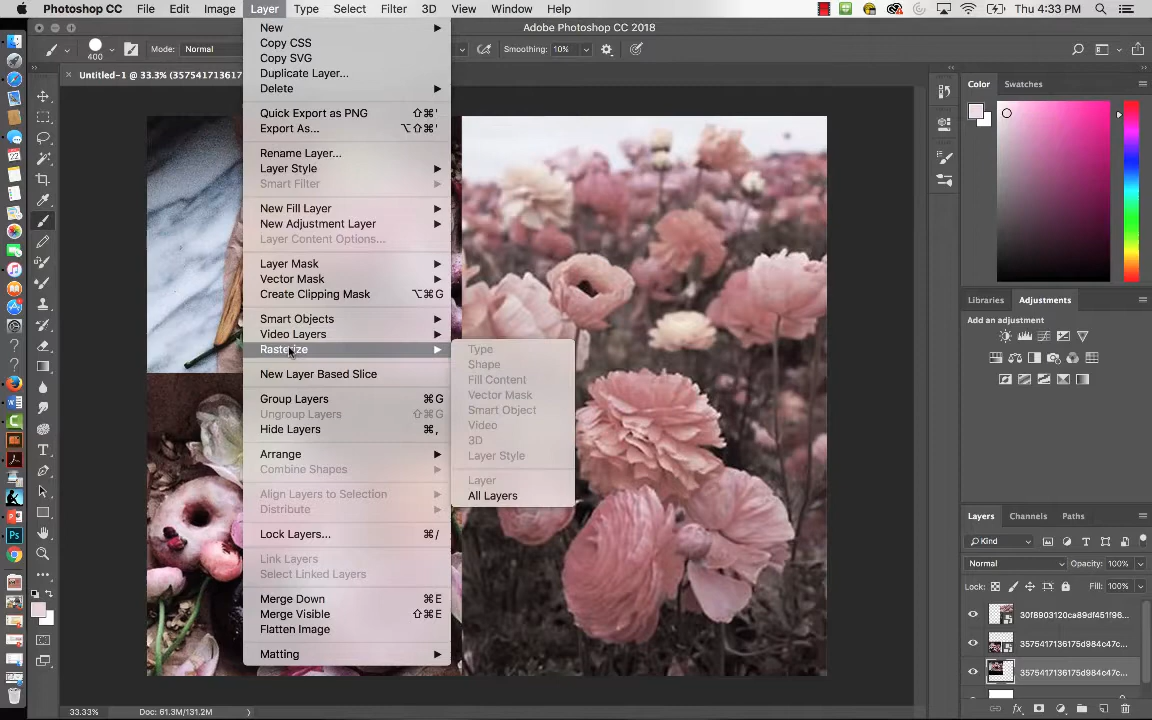 Photoshop CC File Edit Image Layer Type Select Filter 3D View Window Help Thu 4:33 PM
Adobe Photoshop CC 2018
400 Mode: Normal Smoothing: 10%
Untitled-1 @ 33.3% (357541713617
New
Copy CSS
Copy SVG
Duplicate Layer...
Delete
Quick Export as PNG ⇧⌘'
Export As... ⌥⇧⌘'
Rename Layer...
Layer Style
Smart Filter
New Fill Layer
New Adjustment Layer
Layer Content Options...
Layer Mask
Vector Mask
Create Clipping Mask ⌥⌘G
Smart Objects
Video Layers
Rasterize
New Layer Based Slice
Group Layers ⌘G
Ungroup Layers ⇧⌘G
Hide Layers ⌘,
Arrange
Combine Shapes
Align Layers to Selection
Distribute
Lock Layers... ⌘/
Link Layers
Select Linked Layers
Merge Down ⌘E
Merge Visible ⇧⌘E
Flatten Image
Matting
Type
Shape
Fill Content
Vector Mask
Smart Object
Video
3D
Layer Style
Layer
All Layers
Color Swatches
Libraries Adjustments
Add an adjustment
Layers Channels Paths
Kind
Normal Opacity: 100%
Lock: Fill: 100%
30f8903120ca89df451f96...
3575417136175d984c47c...
3575417136175d984c47c...
33.33% Doc: 61.3M/131.2M